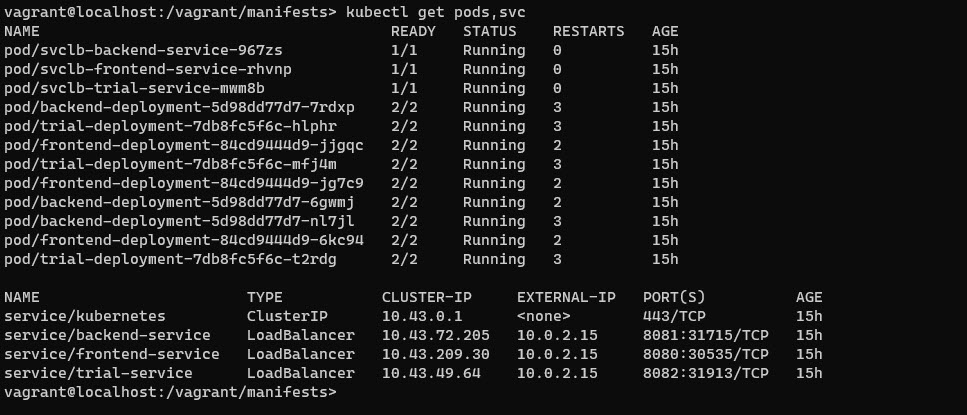 vagrant@localhost:/vagrant/manifests> kubectl get pods,svc
NAME READY STATUS RESTARTS AGE
pod/svclb-backend-service-967zs 1/1 Running 0 15h
pod/svclb-frontend-service-rhvnp 1/1 Running 0 15h
pod/svclb-trial-service-mwm8b 1/1 Running 0 15h
pod/backend-deployment-5d98dd77d7-7rdxp 2/2 Running 3 15h
pod/trial-deployment-7db8fc5f6c-hlphr 2/2 Running 3 15h
pod/frontend-deployment-84cd9444d9-jjgqc 2/2 Running 2 15h
pod/trial-deployment-7db8fc5f6c-mfj4m 2/2 Running 3 15h
pod/frontend-deployment-84cd9444d9-jg7c9 2/2 Running 2 15h
pod/backend-deployment-5d98dd77d7-6gwmj 2/2 Running 2 15h
pod/backend-deployment-5d98dd77d7-nl7jl 2/2 Running 3 15h
pod/frontend-deployment-84cd9444d9-6kc94 2/2 Running 2 15h
pod/trial-deployment-7db8fc5f6c-t2rdg 2/2 Running 3 15h
NAME TYPE CLUSTER-IP EXTERNAL-IP PORT(S) AGE
service/kubernetes ClusterIP 10.43.0.1 <none> 443/TCP 15h
service/backend-service LoadBalancer 10.43.72.205 10.0.2.15 8081:31715/TCP 15h
service/frontend-service LoadBalancer 10.43.209.30 10.0.2.15 8080:30535/TCP 15h
service/trial-service LoadBalancer 10.43.49.64 10.0.2.15 8082:31913/TCP 15h
vagrant@localhost:/vagrant/manifests>